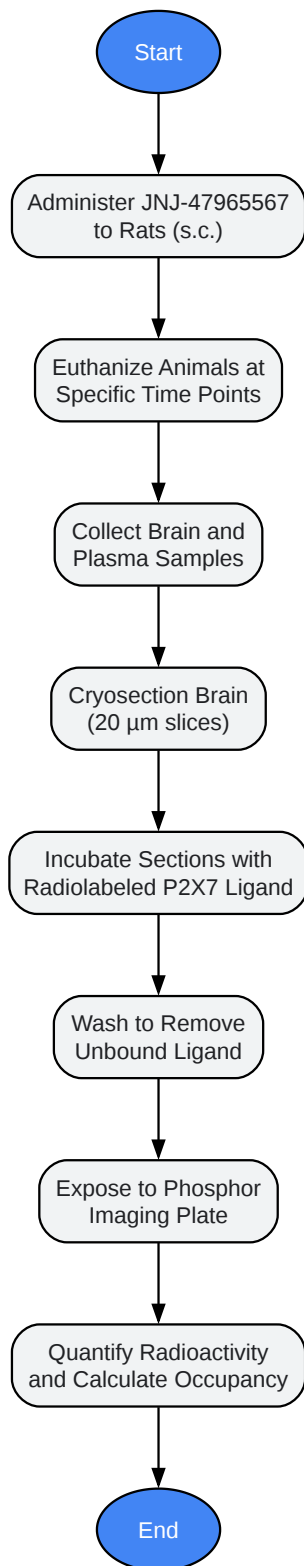 Start
Administer JNJ-47965567
to Rats (s.c.)
Euthanize Animals at
Specific Time Points
Collect Brain and
Plasma Samples
Cryosection Brain
(20 µm slices)
Incubate Sections with
Radiolabeled P2X7 Ligand
Wash to Remove
Unbound Ligand
Expose to Phosphor
Imaging Plate
Quantify Radioactivity
and Calculate Occupancy
End